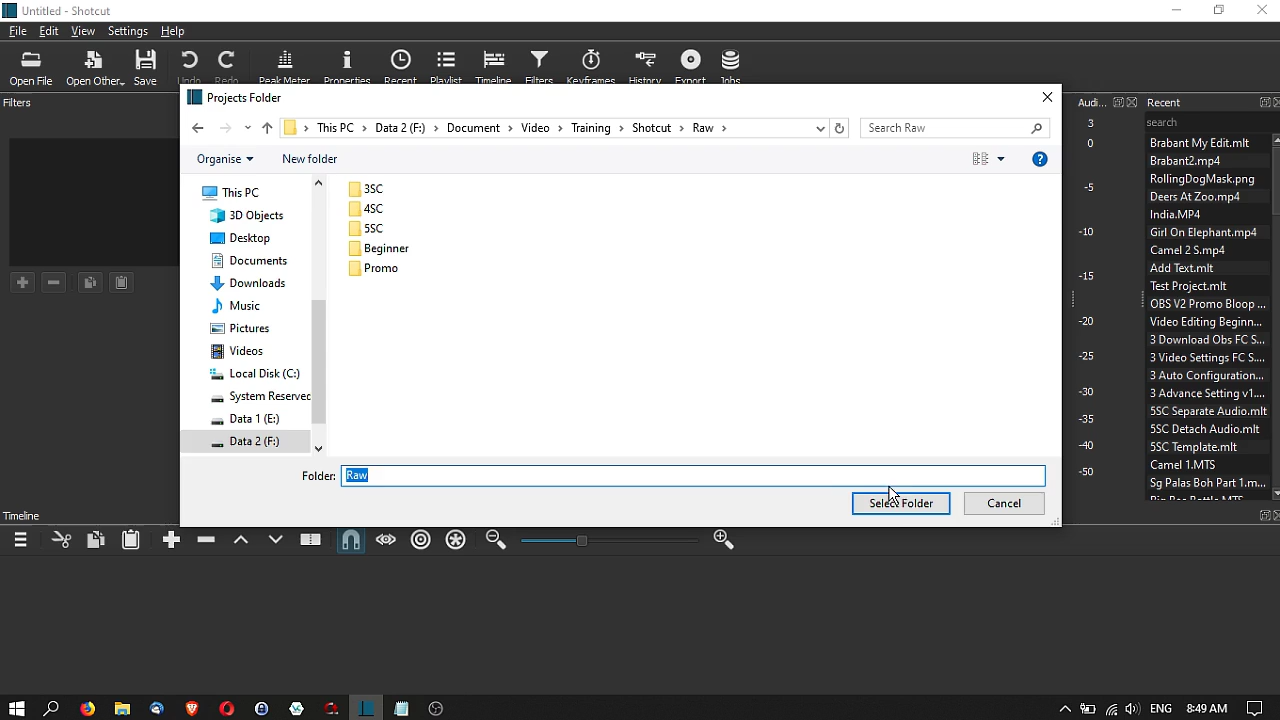 Untitled - Shotcut
File Edit View Settings Help
Open File Open Other... Save Undo Redo Peak Meter Properties Recent Playlist Timeline Filters Keyframes History Export Jobs
Filters
Projects Folder
Audi... Recent
This PC Data 2 (F:) Document Video Training Shotcut Raw Search Raw
search
Organise New folder
3 Brabant My Edit.mlt
0 Brabant2.mp4
RollingDogMask.png
-5 Deers At Zoo.mp4
India.MP4
-10 Girl On Elephant.mp4
Camel 2 S.mp4
-15 Add Text.mlt
Test Project.mlt
OBS V2 Promo Bloop ...
-20 Video Editing Beginn...
3 Download Obs FC S...
-25 3 Video Settings FC S....
3 Auto Configuration...
-30 3 Advance Setting v1....
-35 5SC Separate Audio.mlt
5SC Detach Audio.mlt
-40 5SC Template.mlt
Camel 1.MTS
-50 Sg Palas Boh Part 1.m...
This PC
3D Objects
Desktop
Documents
Downloads
Music
Pictures
Videos
Local Disk (C:)
System Reserved
Data 1 (E:)
Data 2 (F:)
3SC
4SC
5SC
Beginner
Promo
Folder: Raw
Select Folder Cancel
Timeline
ENG 8:49 AM